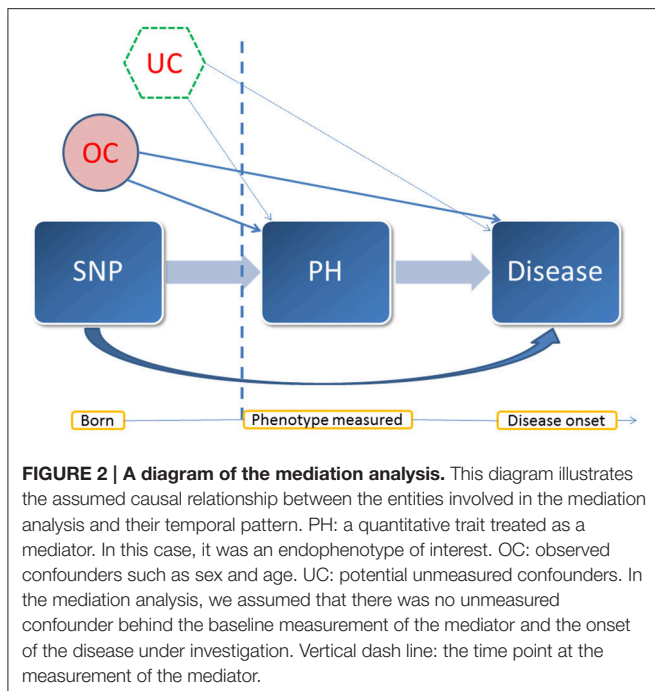 UC
OC
SNP
PH
Disease
Born
Phenotype measured
Disease onset
FIGURE 2 | A diagram of the mediation analysis. This diagram illustrates
the assumed causal relationship between the entities involved in the mediation
analysis and their temporal pattern. PH: a quantitative trait treated as a
mediator. In this case, it was an endophenotype of interest. OC: observed
confounders such as sex and age. UC: potential unmeasured confounders. In
the mediation analysis, we assumed that there was no unmeasured
confounder behind the baseline measurement of the mediator and the onset
of the disease under investigation. Vertical dash line: the time point at the
measurement of the mediator.